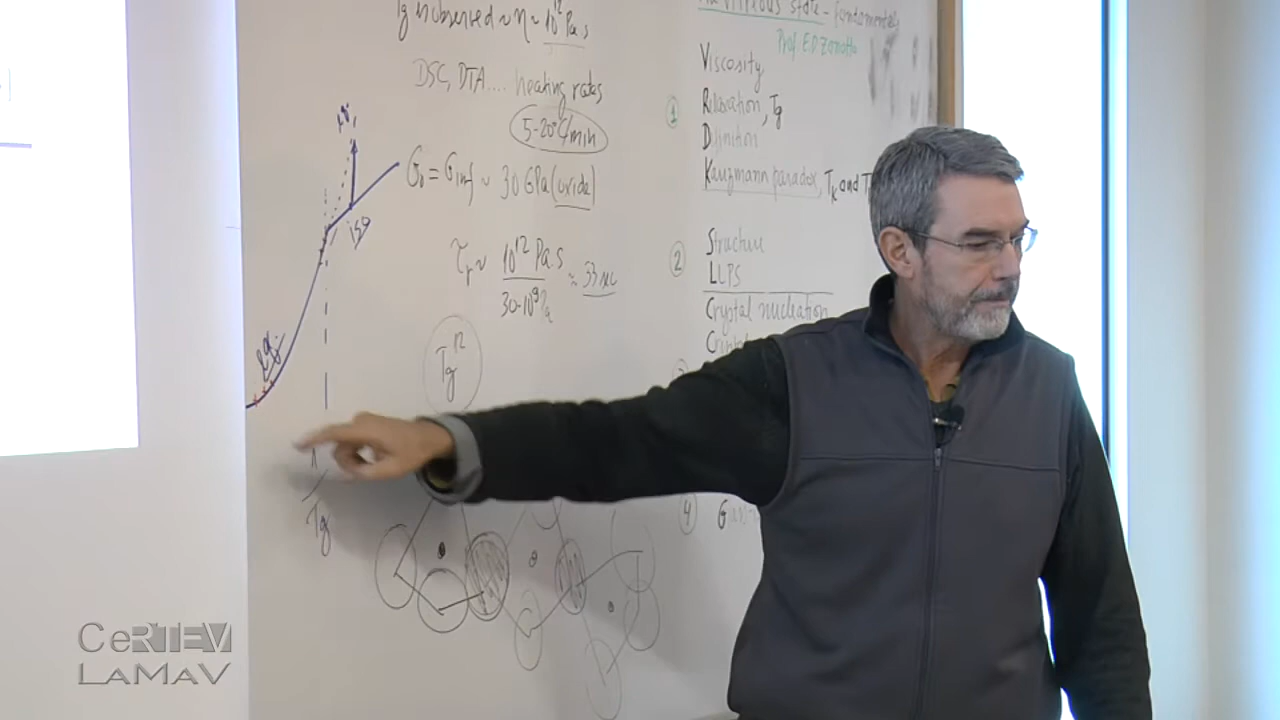 Tg is observed ~ η ~ 10^12 Pa.s
DSC, DTA.... heating rates
5-20°C/min
G₀ = Ginf ~ 30 GPa (oxide)
τr ~ 10^12 Pa.s / 30·10^9 Pa ≈ 33 sec
Tg^12
Tg
The vitreous state - fundamentals
Prof. E.D. Zanotto
Viscosity
1 Relaxation, Tg
Definition
Kauzmann paradox, TK and T
2 Structure
LLPS
Crystal nucleation
4
CeRTEV
LaMaV